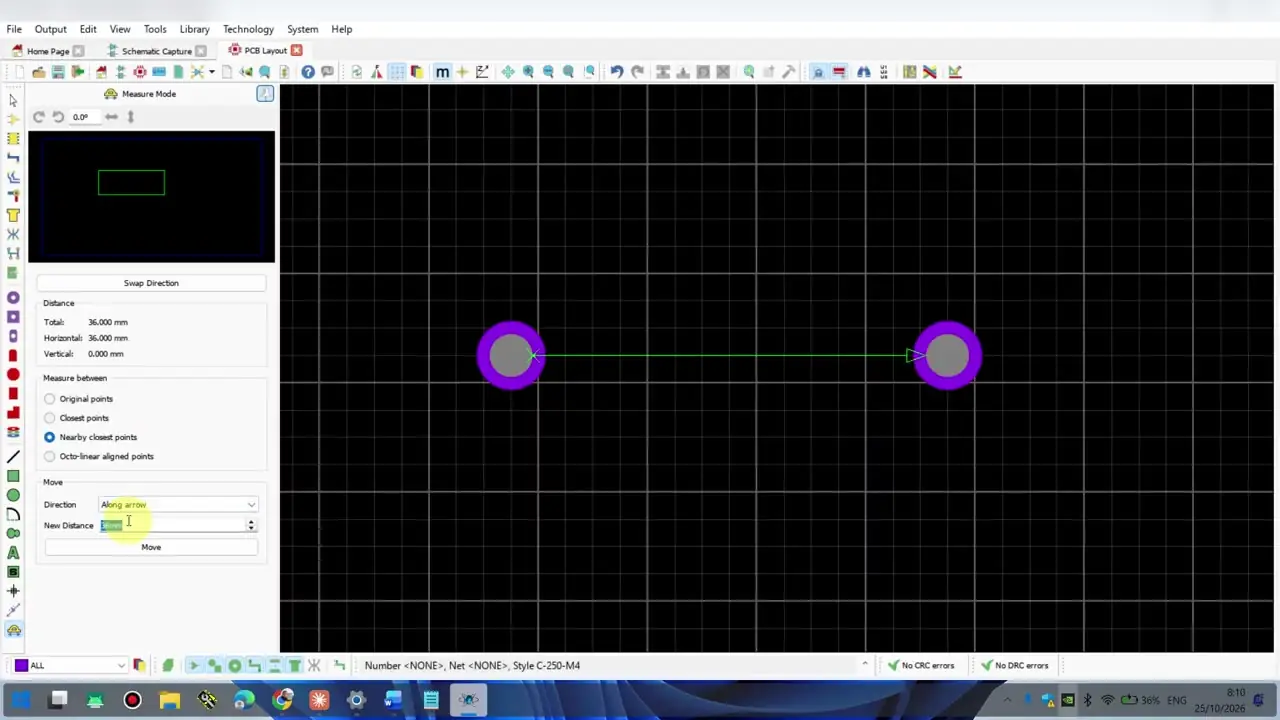 File Output Edit View Tools Library Technology System Help
Home Page Schematic Capture PCB Layout
m
Measure Mode
0.0°
Swap Direction
Distance
Total: 36.000 mm
Horizontal: 36.000 mm
Vertical: 0.000 mm
Measure between
Original points
Closest points
Nearby closest points
Octo-linear aligned points
Move
Direction Along arrow
New Distance
Move
ALL
Number <NONE>, Net <NONE>, Style C-250-M4
No CRC errors
No DRC errors
36% ENG
8:10
25/10/2026